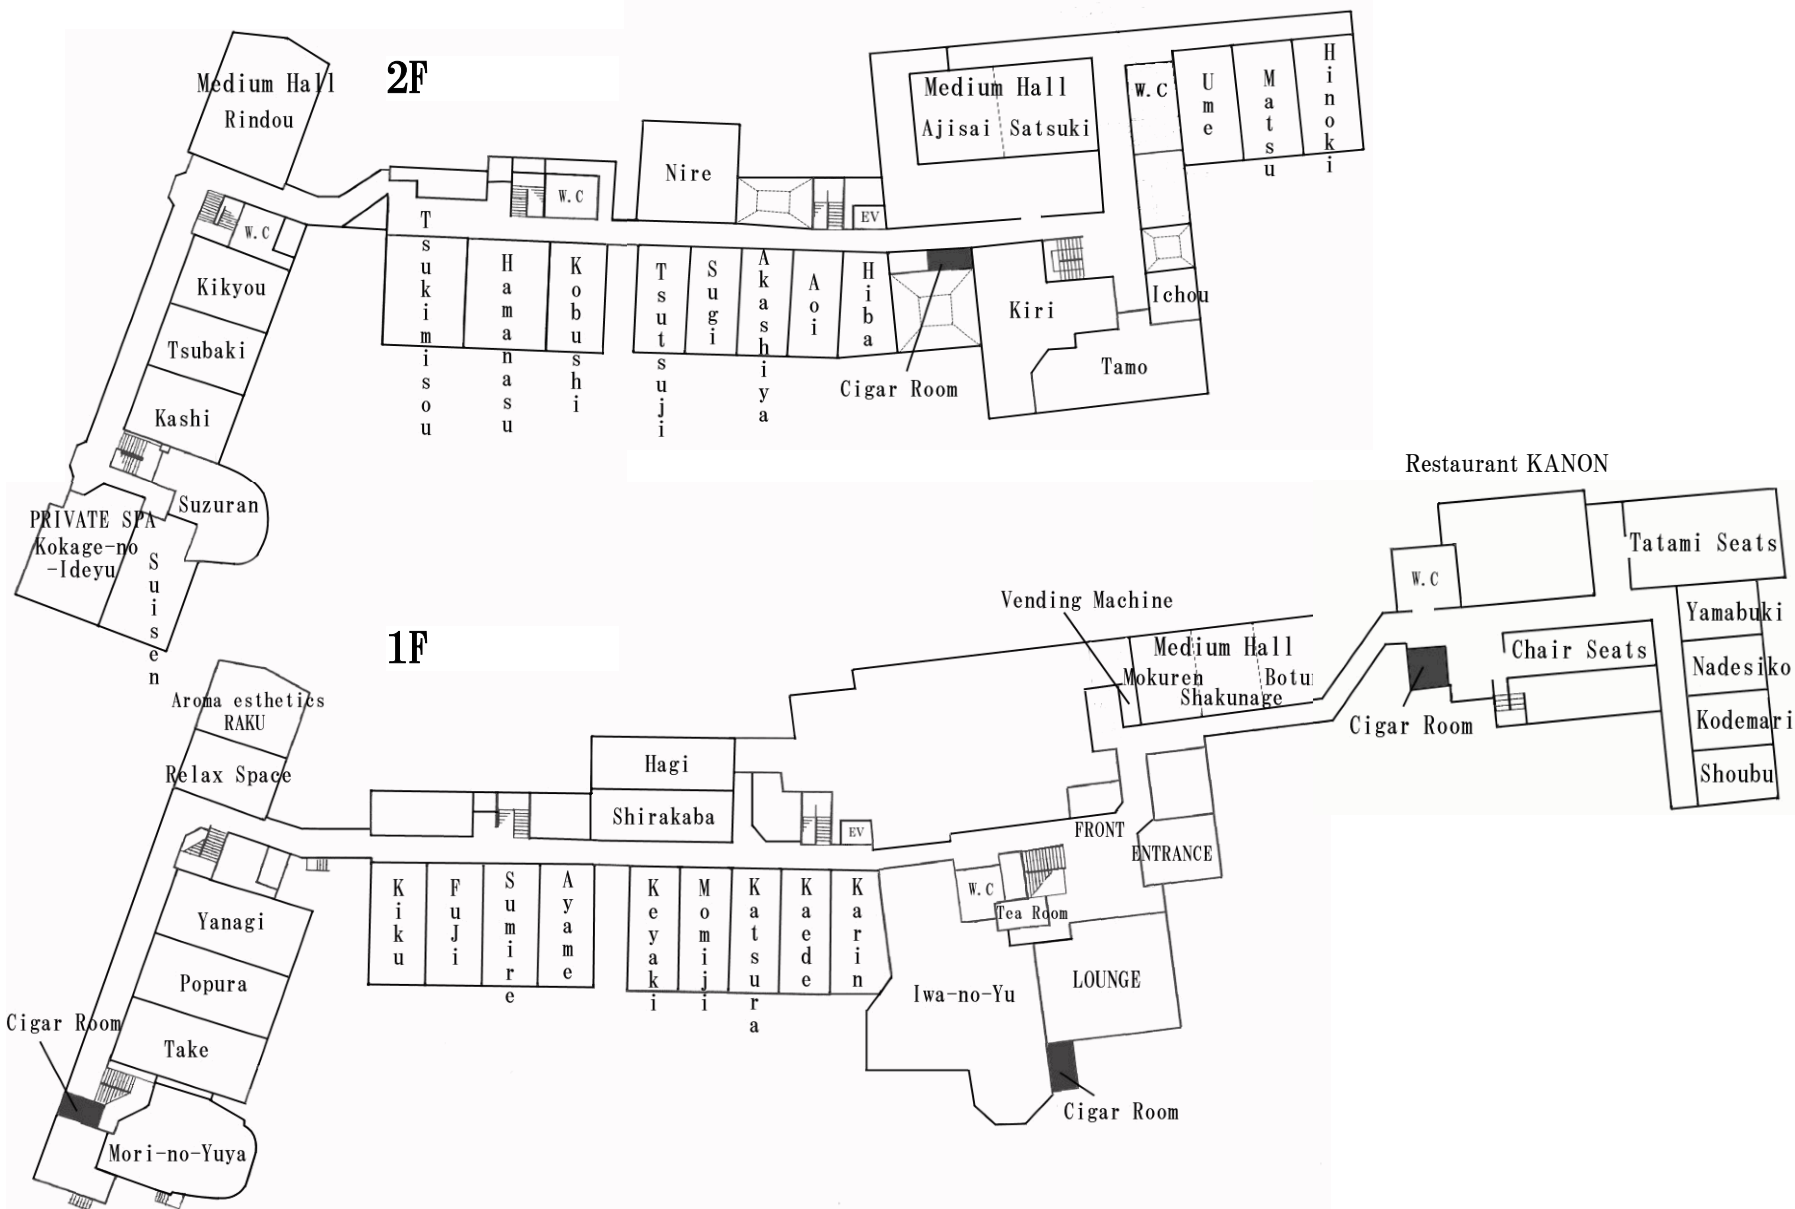 2F
Medium Hall
Rindou
W.C
Kikyou
Tsubaki
Kashi
Suzuran
PRIVATE SPA
Kokage-no
-Ideyu
Suisen
Tsukimisou
Hamanasu
Kobushi
W.C
Nire
Tsutsuji
Sugi
Akashiya
Aoi
Hiba
EV
Cigar Room
Medium Hall
Ajisai
Satsuki
W.C
Ume
Matsu
Hinoki
Kiri
Ichou
Tamo
1F
Aroma esthetics
RAKU
Relax Space
Yanagi
Popura
Take
Cigar Room
Mori-no-Yuya
Hagi
Shirakaba
Kiku
FuJi
Sumire
Ayame
Keyaki
Momiji
Katsura
Kaede
Karin
EV
Iwa-no-Yu
W.C
Tea Room
FRONT
ENTRANCE
LOUNGE
Cigar Room
Vending Machine
Medium Hall
Mokuren
Shakunage
Botu
Restaurant KANON
W.C
Cigar Room
Tatami Seats
Chair Seats
Yamabuki
Nadesiko
Kodemari
Shoubu